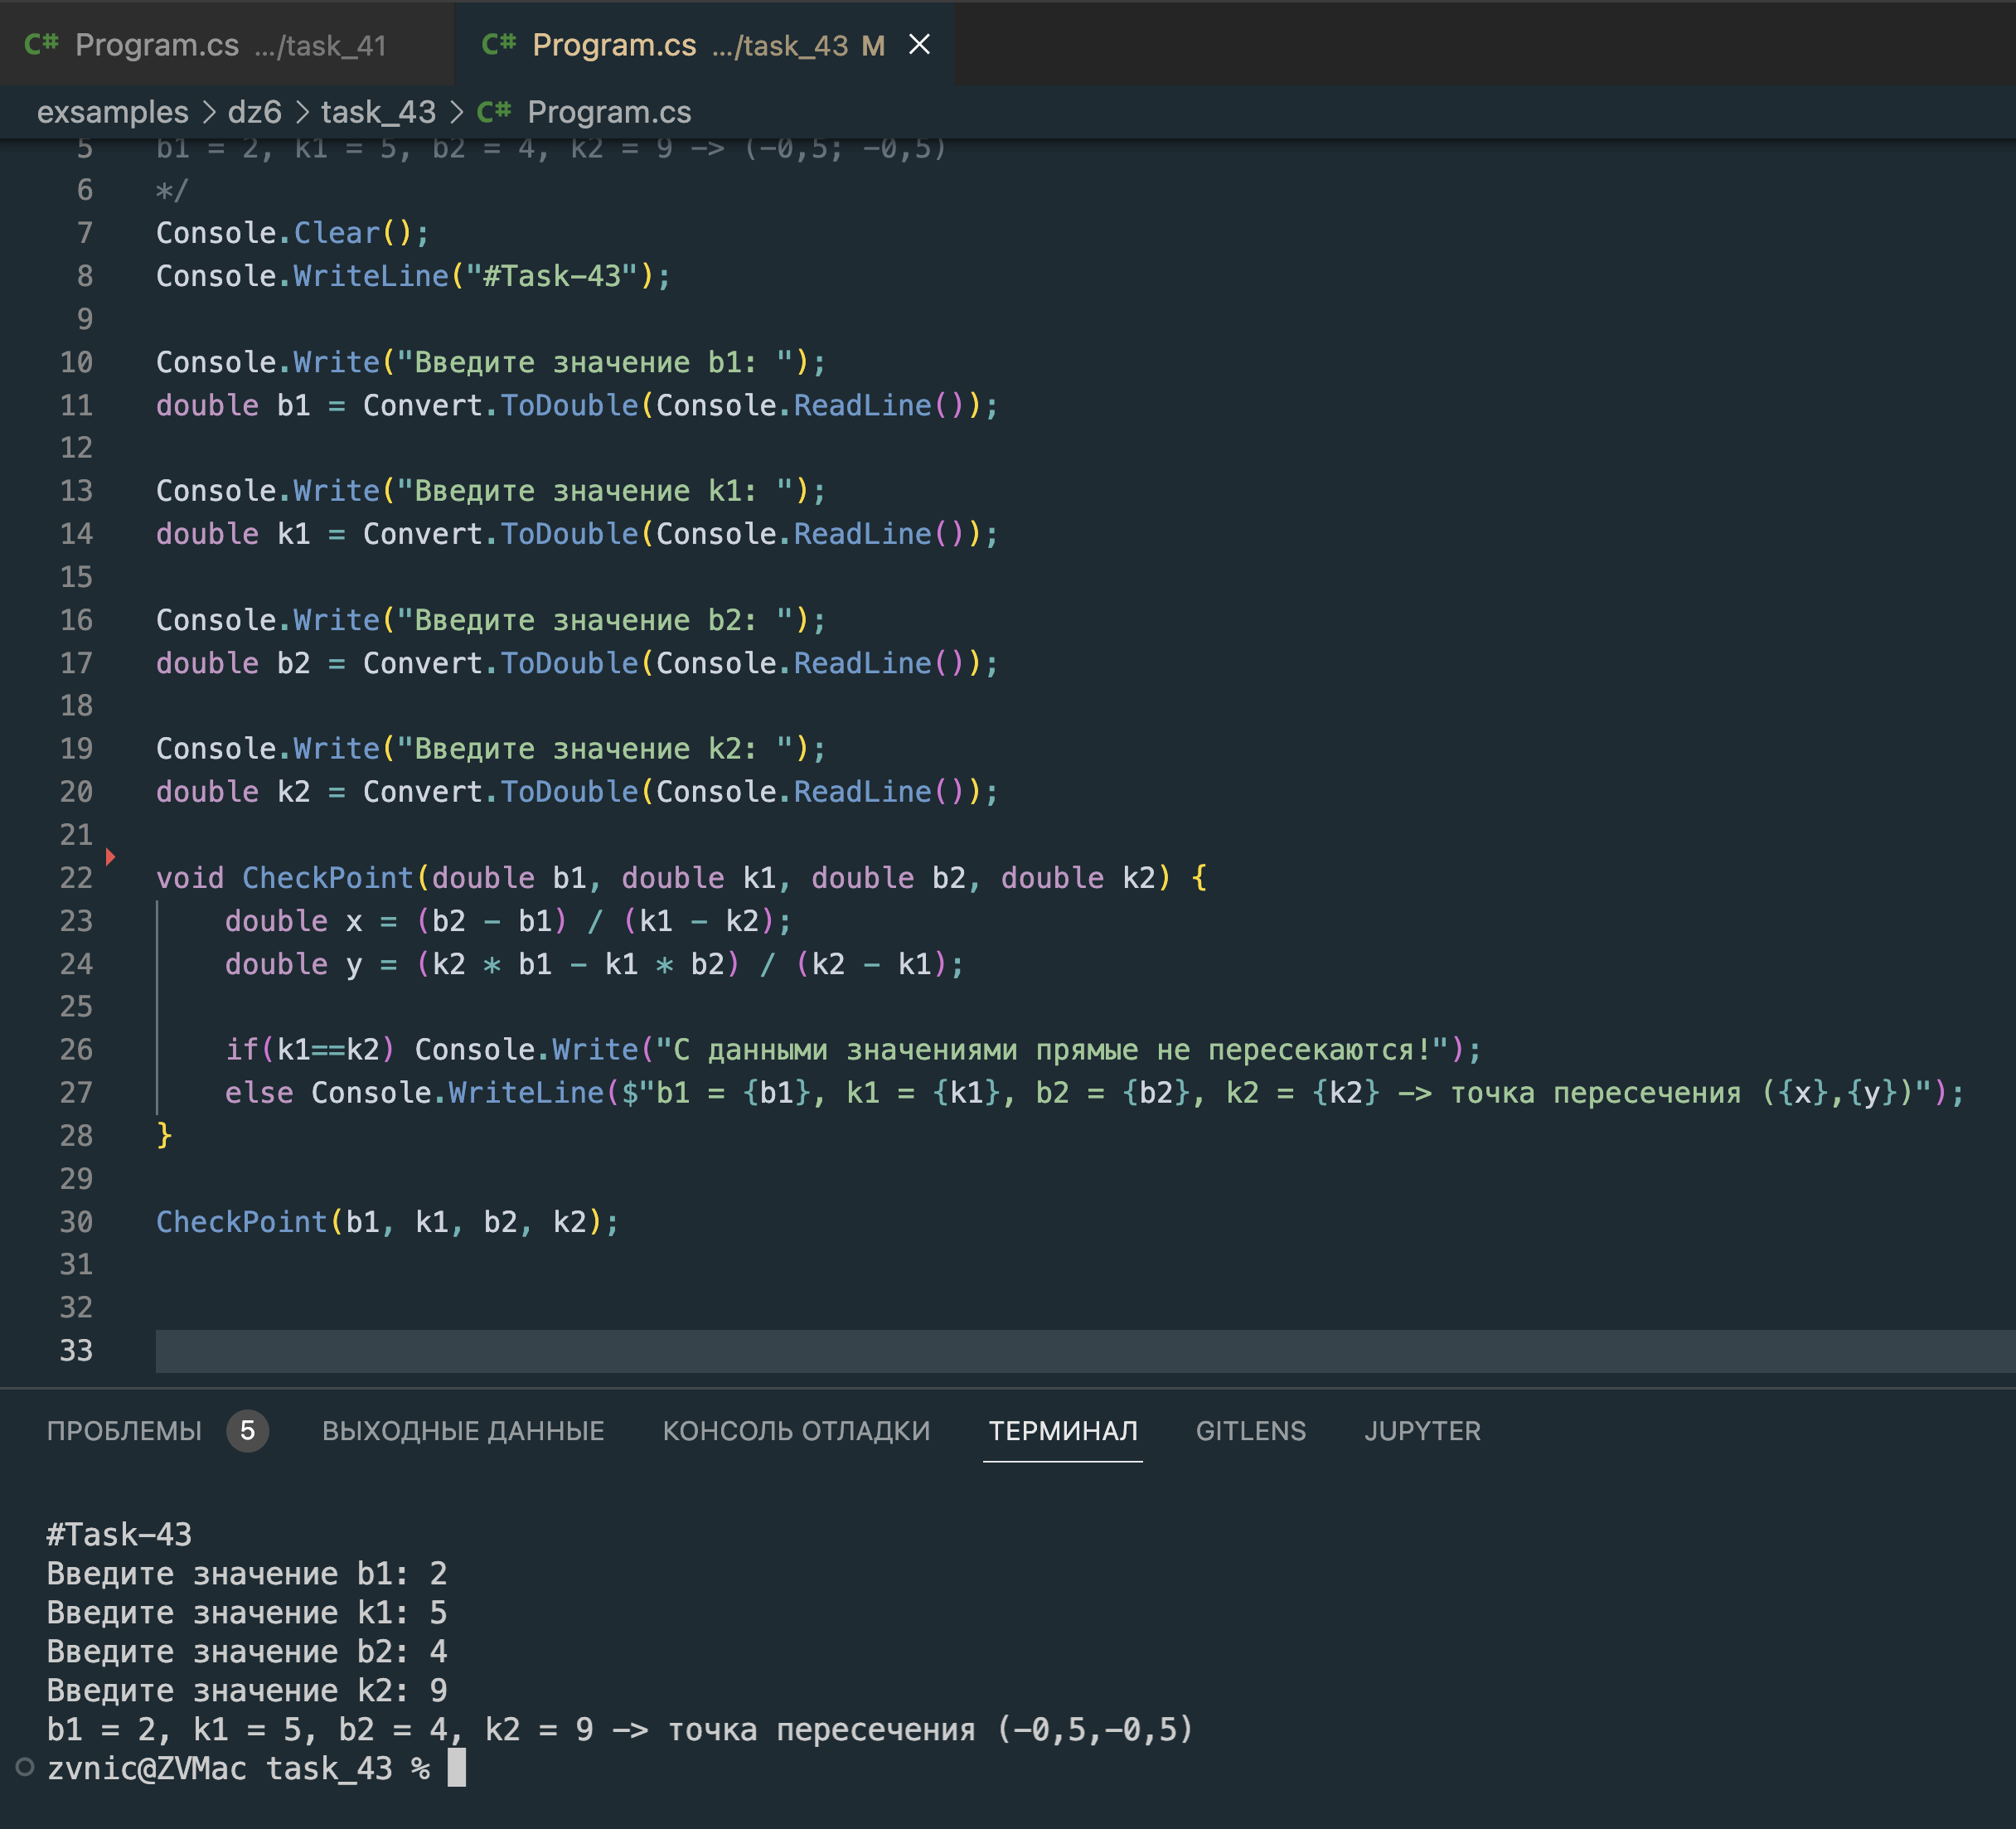 C# Program.cs .../task_41 C# Program.cs .../task_43 M
exsamples > dz6 > task_43 > C# Program.cs
5 b1 = 2, k1 = 5, b2 = 4, k2 = 9 -> (-0,5; -0,5)
6 */
7 Console.Clear();
8 Console.WriteLine("#Task-43");
9
10 Console.Write("Введите значение b1: ");
11 double b1 = Convert.ToDouble(Console.ReadLine());
12
13 Console.Write("Введите значение k1: ");
14 double k1 = Convert.ToDouble(Console.ReadLine());
15
16 Console.Write("Введите значение b2: ");
17 double b2 = Convert.ToDouble(Console.ReadLine());
18
19 Console.Write("Введите значение k2: ");
20 double k2 = Convert.ToDouble(Console.ReadLine());
21
22 void CheckPoint(double b1, double k1, double b2, double k2) {
23 double x = (b2 - b1) / (k1 - k2);
24 double y = (k2 * b1 - k1 * b2) / (k2 - k1);
25
26 if(k1==k2) Console.Write("С данными значениями прямые не пересекаются!");
27 else Console.WriteLine($"b1 = {b1}, k1 = {k1}, b2 = {b2}, k2 = {k2} -> точка пересечения ({x},{y})");
28 }
29
30 CheckPoint(b1, k1, b2, k2);
31
32
33
ПРОБЛЕМЫ 5 ВЫХОДНЫЕ ДАННЫЕ КОНСОЛЬ ОТЛАДКИ ТЕРМИНАЛ GITLENS JUPYTER
#Task-43
Введите значение b1: 2
Введите значение k1: 5
Введите значение b2: 4
Введите значение k2: 9
b1 = 2, k1 = 5, b2 = 4, k2 = 9 -> точка пересечения (-0,5,-0,5)
zvnic@ZVMac task_43 %